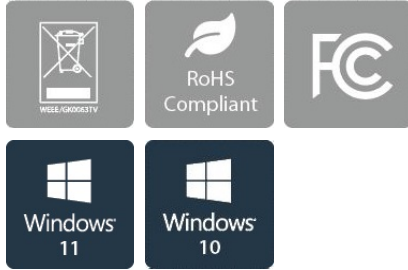 WEEE/GK0063TV
RoHS
Compliant
FC
Windows
11
Windows
10